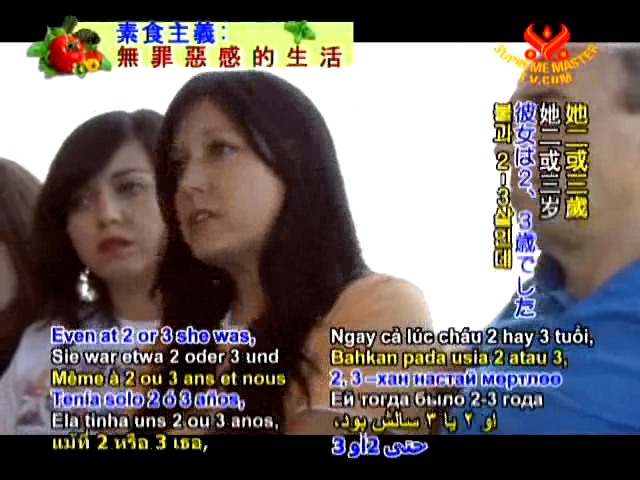 素食主義:
無罪惡感的生活
SUPREME MASTER
TV.COM
她二或三歲
她二或三岁
彼女は2、3歳でした
불과 2-3살인데
Even at 2 or 3 she was,
Sie war etwa 2 oder 3 und
Même à 2 ou 3 ans et nous
Tenía solo 2 ó 3 años,
Ela tinha uns 2 ou 3 anos,
แม้ที่ 2 หรือ 3 เธอ,
Ngay cả lúc cháu 2 hay 3 tuổi,
Bahkan pada usia 2 atau 3,
2, 3 –хан настай мөртлөө
Ей тогда было 2-3 года
او ۲ یا ۳ سالش بود،
حتى 2 أو 3